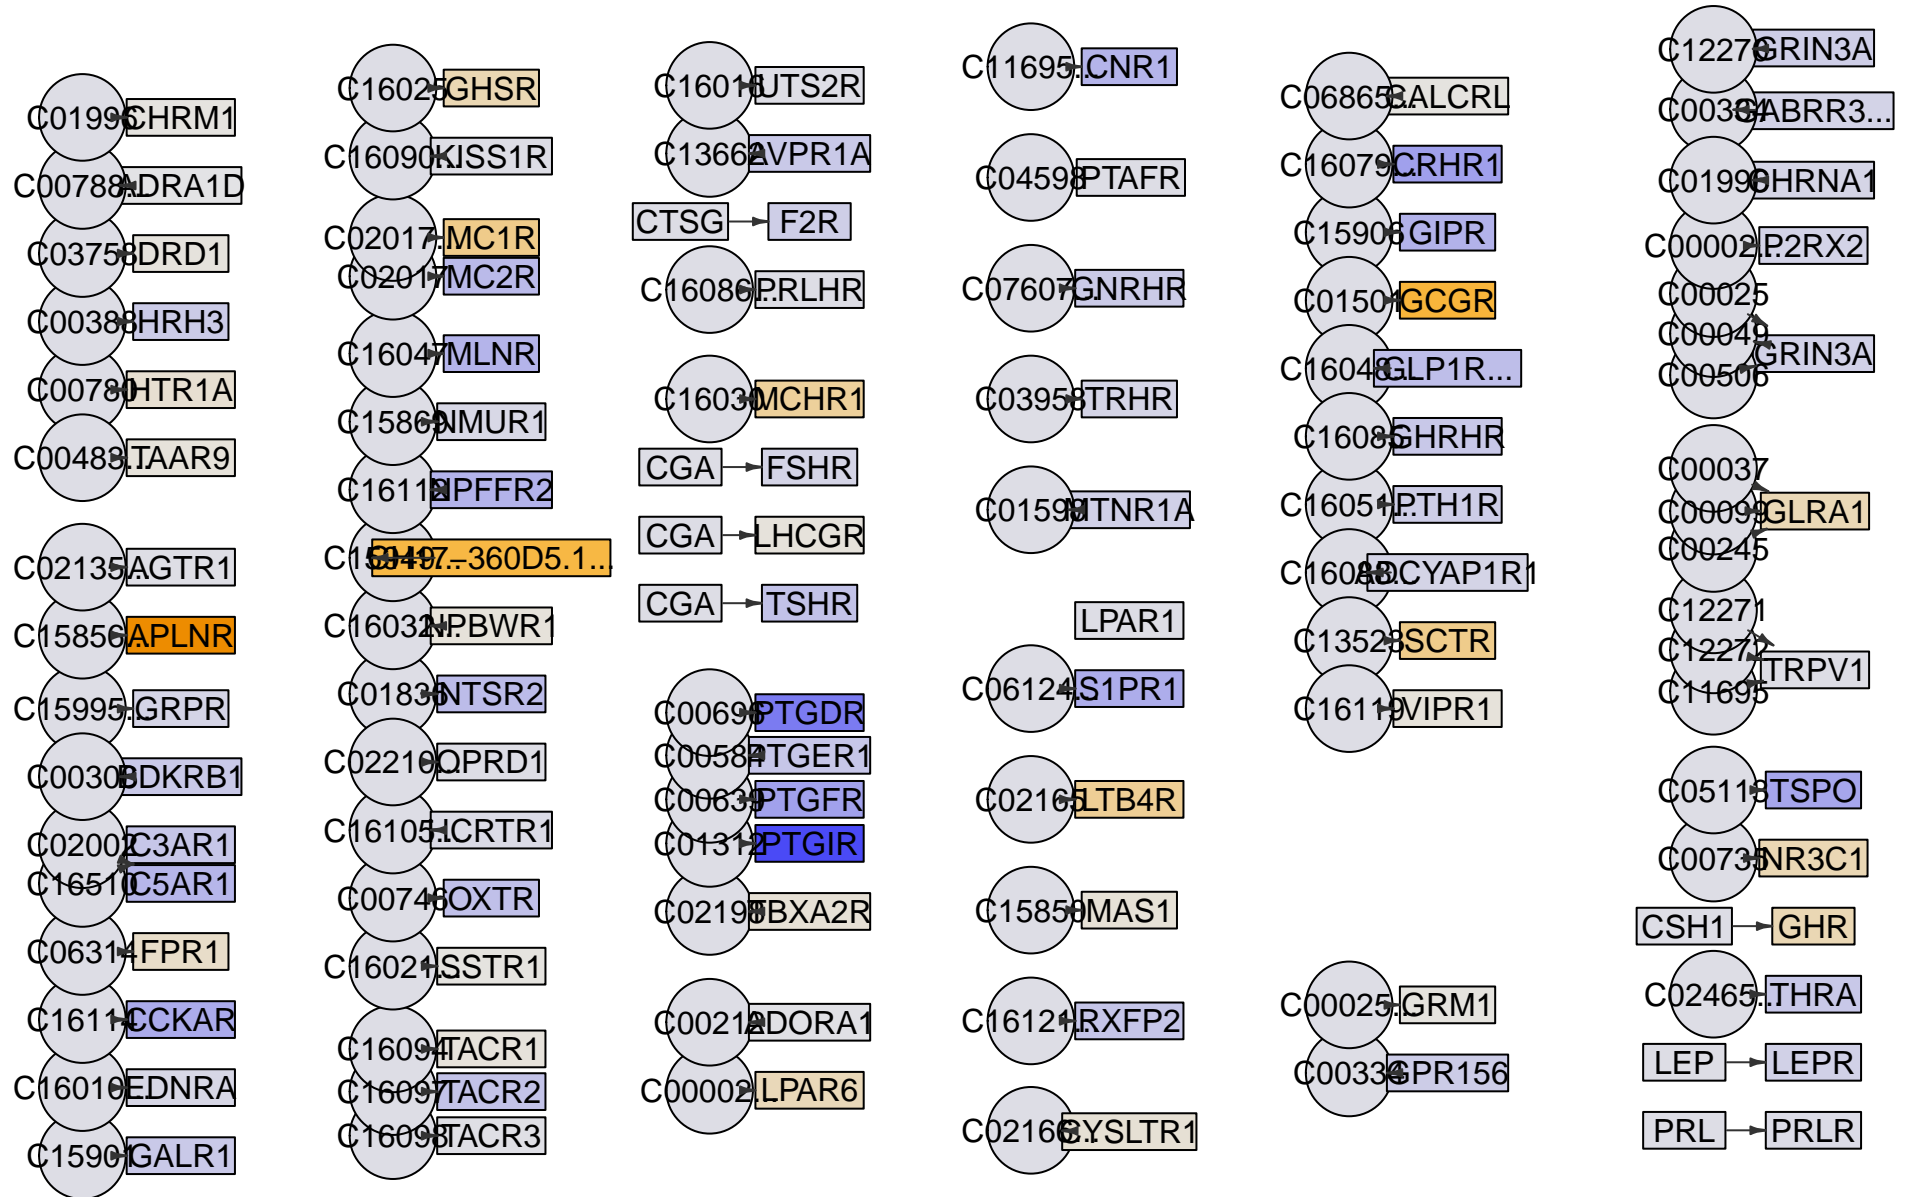 C01996 CHRM1
C00788... ADRA1D
C03758 DRD1
C00388 HRH3
C00780 HTR1A
C00483... TAAR9
C02135... AGTR1
C15856... APLNR
C15995... GRPR
C00306 BDKRB1
C02002 C3AR1
C16510 C5AR1
C06314 FPR1
C16114 CCKAR
C16010... EDNRA
C15901 GALR1
C16025 GHSR
C16090... KISS1R
C02017... MC1R
C02017 MC2R
C16047 MLNR
C15869 NMUR1
C16118 NPFFR2
–360D5.1...
C16032... NPBWR1
C01836 NTSR2
C02210... OPRD1
C16105... HCRTR1
C00746 OXTR
C16021... SSTR1
C16094 TACR1
C16097 TACR2
C16098 TACR3
C16016 UTS2R
C13662 AVPR1A
CTSG F2R
C16086... PRLHR
C16030 MCHR1
CGA FSHR
CGA LHCGR
CGA TSHR
C00696 PTGDR
C00584 PTGER1
C00639 PTGFR
C01312 PTGIR
C02198 TBXA2R
C00212 ADORA1
C00002... LPAR6
C11695... CNR1
C04598 PTAFR
C07607... GNRHR
C03958 TRHR
C01598 MTNR1A
LPAR1
C06124... S1PR1
C02165 LTB4R
C15850 MAS1
C16121... RXFP2
C02166... CYSLTR1
C06865... CALCRL
C16079... CRHR1
C15906 GIPR
C01501 GCGR
C16048... GLP1R...
C16085 GHRHR
C16051... PTH1R
C16088... ADCYAP1R1
C13523 SCTR
C16119 VIPR1
C00025... GRM1
C00334 GPR156
C12270 GRIN3A
C00334 GABRR3...
C01996 CHRNA1
C00002... P2RX2
C00025
C00049 GRIN3A
C00506
C00037
C00099 GLRA1
C00245
C12271
C12272 TRPV1
C11695
C05113 TSPO
C00735 NR3C1
CSH1 GHR
C02465... THRA
LEP LEPR
PRL PRLR